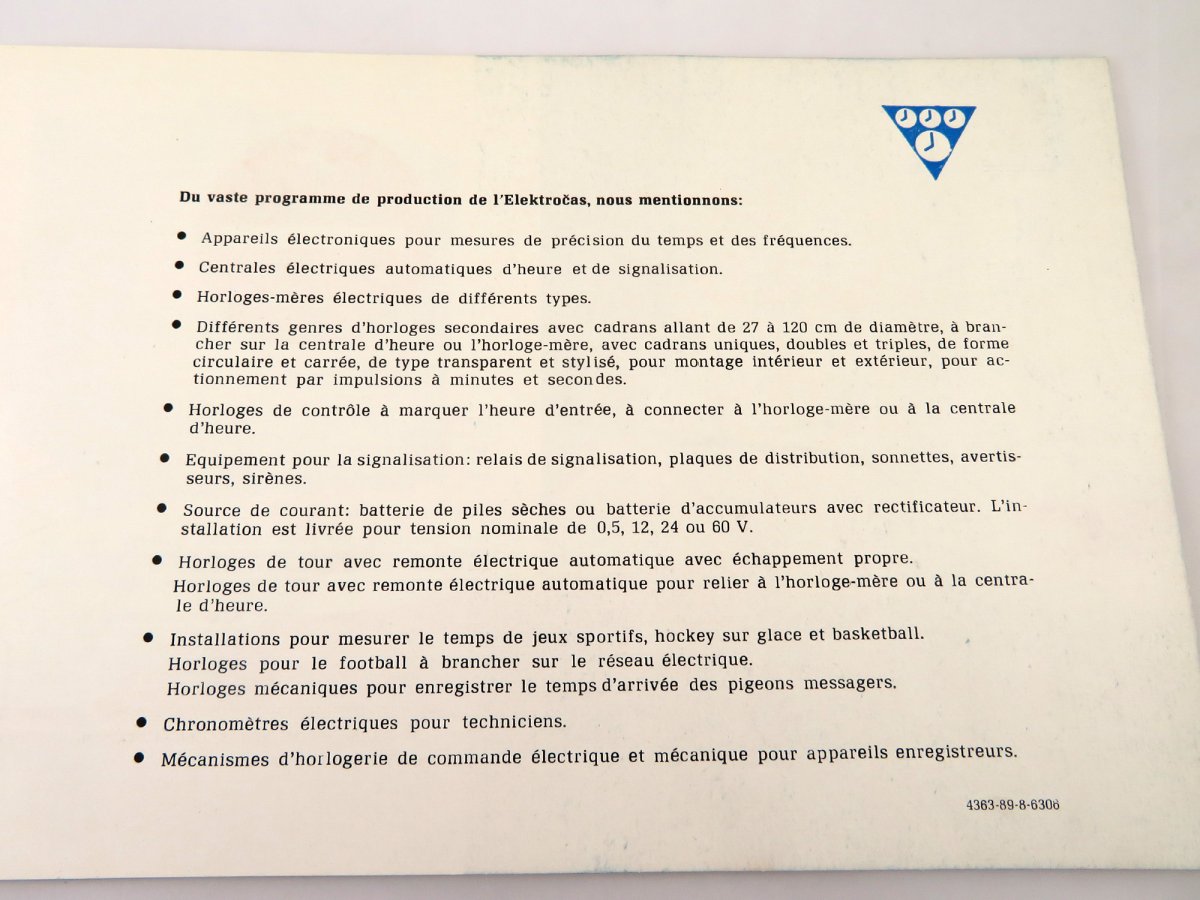 Du vaste programme de production de l'Elektročas, nous mentionnons:
● Appareils électroniques pour mesures de précision du temps et des fréquences.
● Centrales électriques automatiques d'heure et de signalisation.
● Horloges-mères électriques de différents types.
● Différents genres d'horloges secondaires avec cadrans allant de 27 à 120 cm de diamètre, à bran-
cher sur la centrale d'heure ou l'horloge-mère, avec cadrans uniques, doubles et triples, de forme
circulaire et carrée, de type transparent et stylisé, pour montage intérieur et extérieur, pour ac-
tionnement par impulsions à minutes et secondes.
● Horloges de contrôle à marquer l'heure d'entrée, à connecter à l'horloge-mère ou à la centrale
d'heure.
● Equipement pour la signalisation: relais de signalisation, plaques de distribution, sonnettes, avertis-
seurs, sirènes.
● Source de courant: batterie de piles sèches ou batterie d'accumulateurs avec rectificateur. L'in-
stallation est livrée pour tension nominale de 0,5, 12, 24 ou 60 V.
● Horloges de tour avec remonte électrique automatique avec échappement propre.
Horloges de tour avec remonte électrique automatique pour relier à l'horloge-mère ou à la centra-
le d'heure.
● Installations pour mesurer le temps de jeux sportifs, hockey sur glace et basketball.
Horloges pour le football à brancher sur le réseau électrique.
Horloges mécaniques pour enregistrer le temps d'arrivée des pigeons messagers.
● Chronomètres électriques pour techniciens.
● Mécanismes d'horlogerie de commande électrique et mécanique pour appareils enregistreurs.
4363-89-8-6306